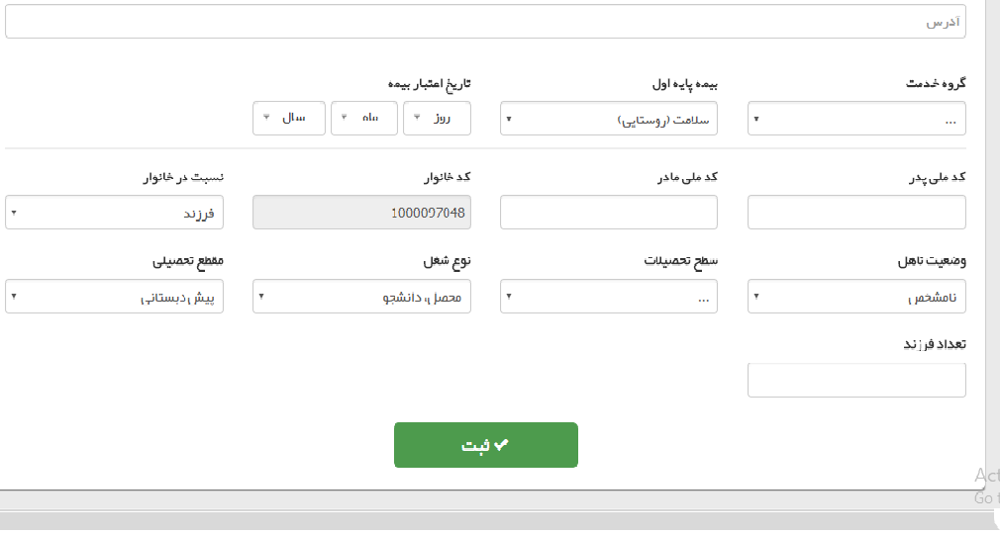 آدرس
گروه خدمت
بیمه پایه اول
تاریخ اعتبار بیمه
...
سلامت (روستایی)
روز
ماه
سال
کد ملی پدر
کد ملی مادر
کد خانوار
نسبت در خانوار
1000097048
فرزند
وضعیت تاهل
سطح تحصیلات
نوع شغل
مقطع تحصیلی
نامشخص
...
محصل، دانشجو
پیش دبستانی
تعداد فرزند
ثبت
Act
Go t